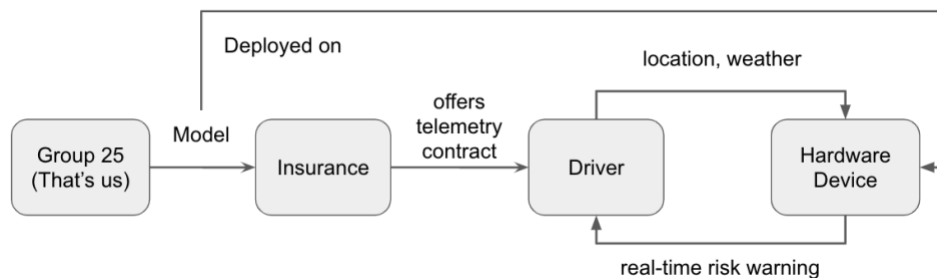 Deployed on
location, weather
offers
telemetry
contract
Model
Group 25
(That's us)
Insurance
Driver
Hardware
Device
real-time risk warning